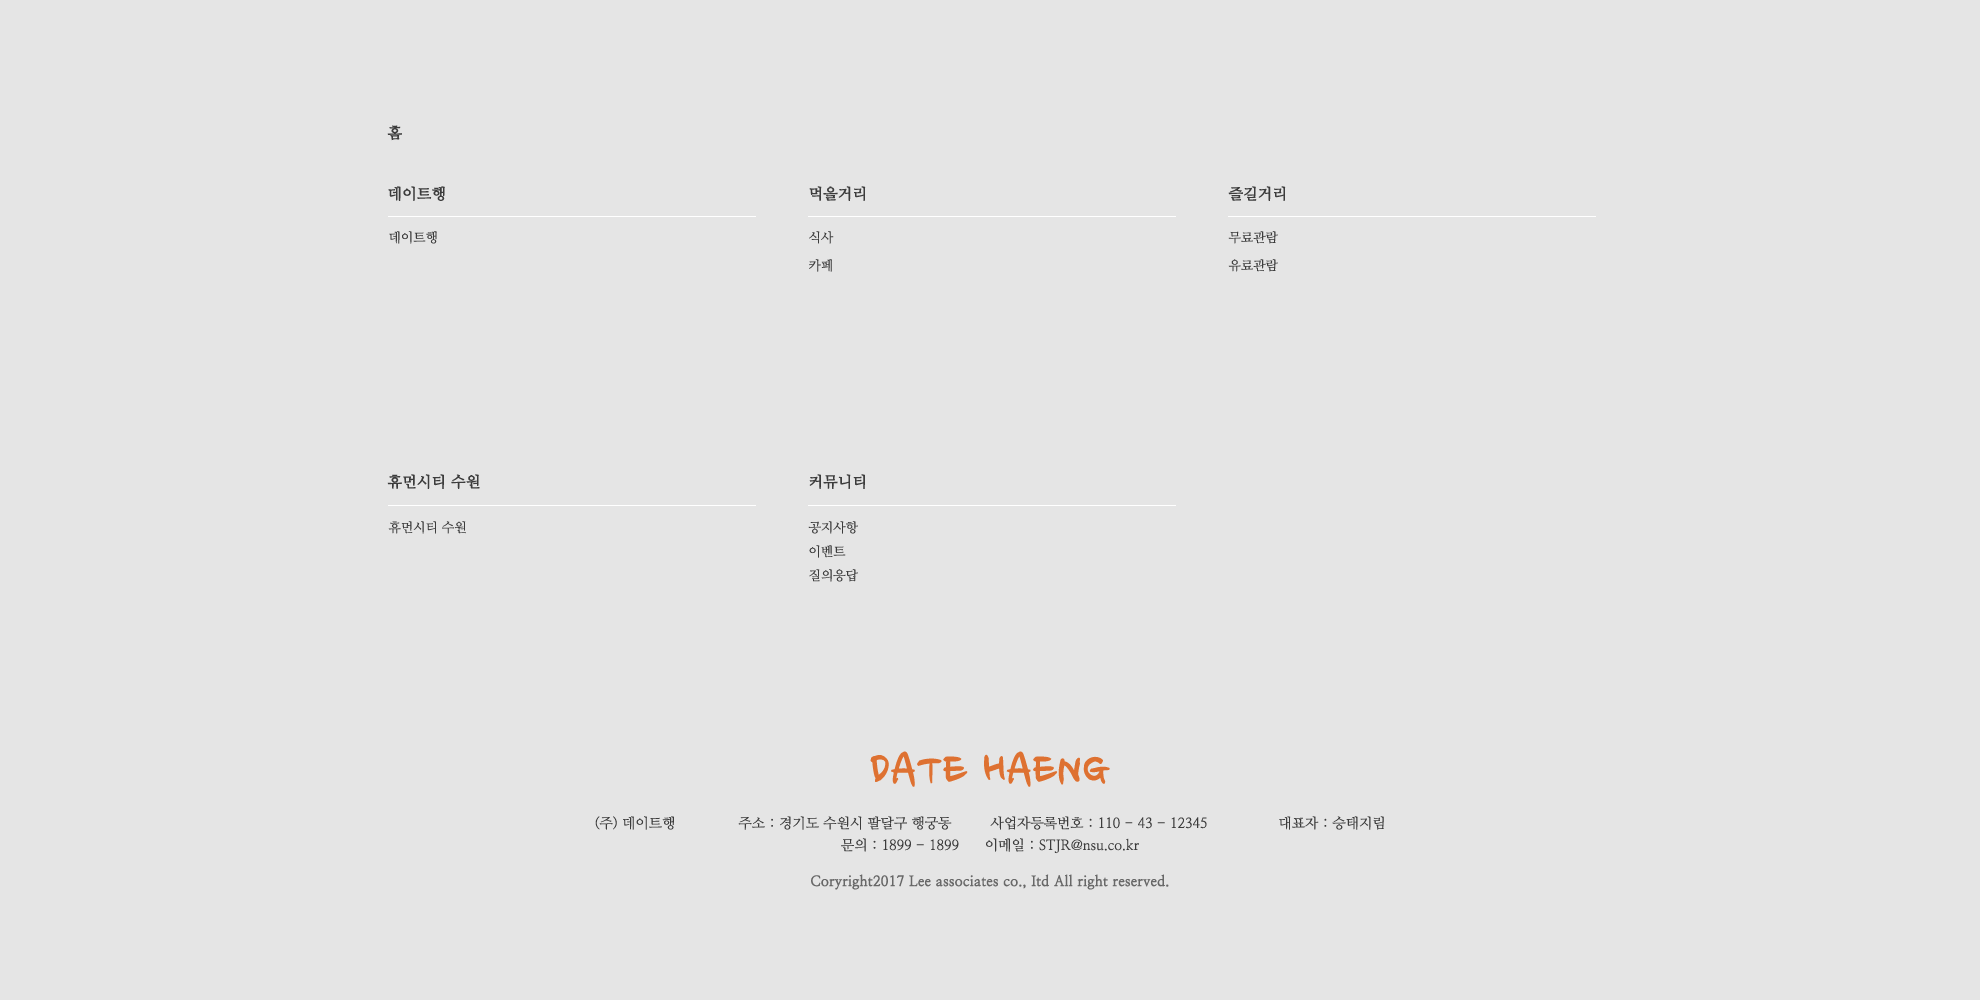 홈
데이트행
데이트행
먹을거리
식사
카페
즐길거리
무료관람
유료관람
휴먼시티 수원
휴먼시티 수원
커뮤니티
공지사항
이벤트
질의응답
DATE HAENG
(주) 데이트행 주소 : 경기도 수원시 팔달구 행궁동 사업자등록번호 : 110 - 43 - 12345 대표자 : 승태지림
문의 : 1899 - 1899 이메일 : STJR@nsu.co.kr
Coryright2017 Lee associates co., Itd All right reserved.